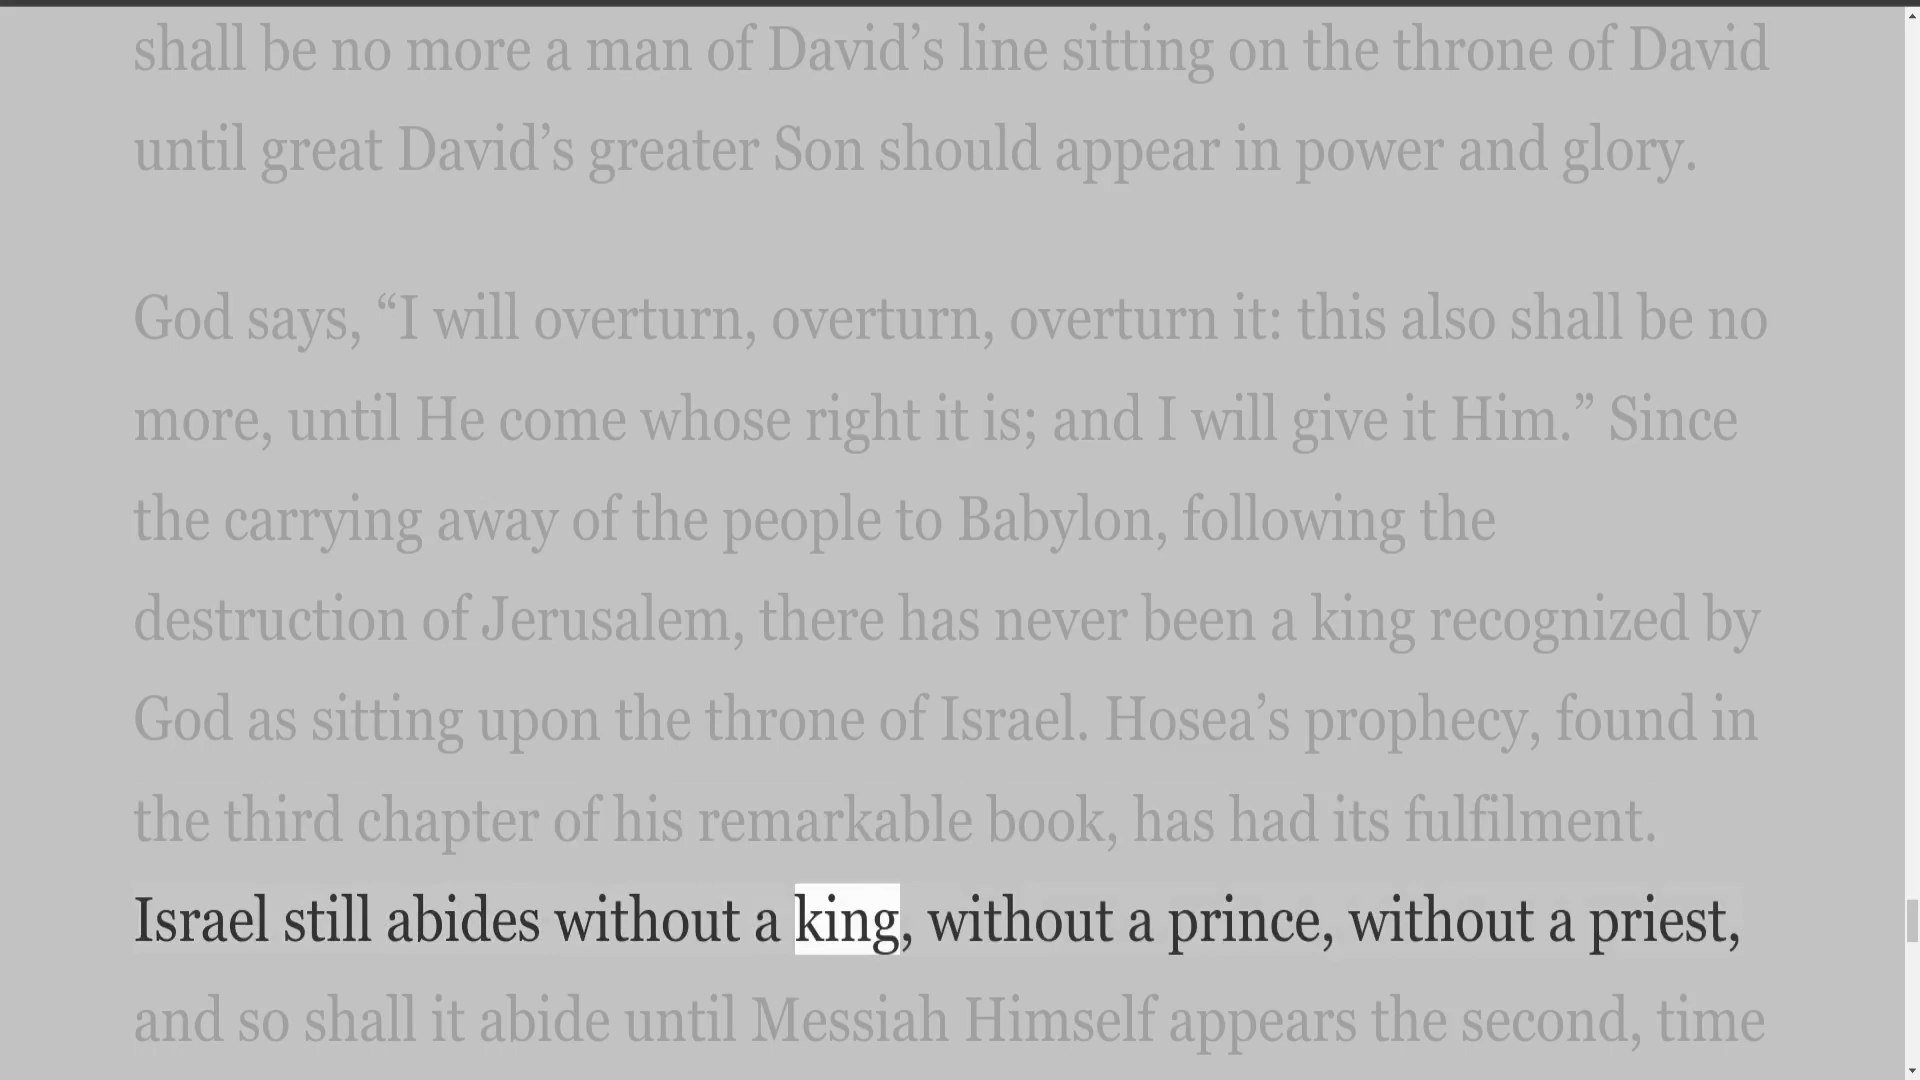 shall be no more a man of David’s line sitting on the throne of David
until great David’s greater Son should appear in power and glory.
God says, “I will overturn, overturn, overturn it: this also shall be no
more, until He come whose right it is; and I will give it Him.” Since
the carrying away of the people to Babylon, following the
destruction of Jerusalem, there has never been a king recognized by
God as sitting upon the throne of Israel. Hosea’s prophecy, found in
the third chapter of his remarkable book, has had its fulfilment.
Israel still abides without a king, without a prince, without a priest,
and so shall it abide until Messiah Himself appears the second, time